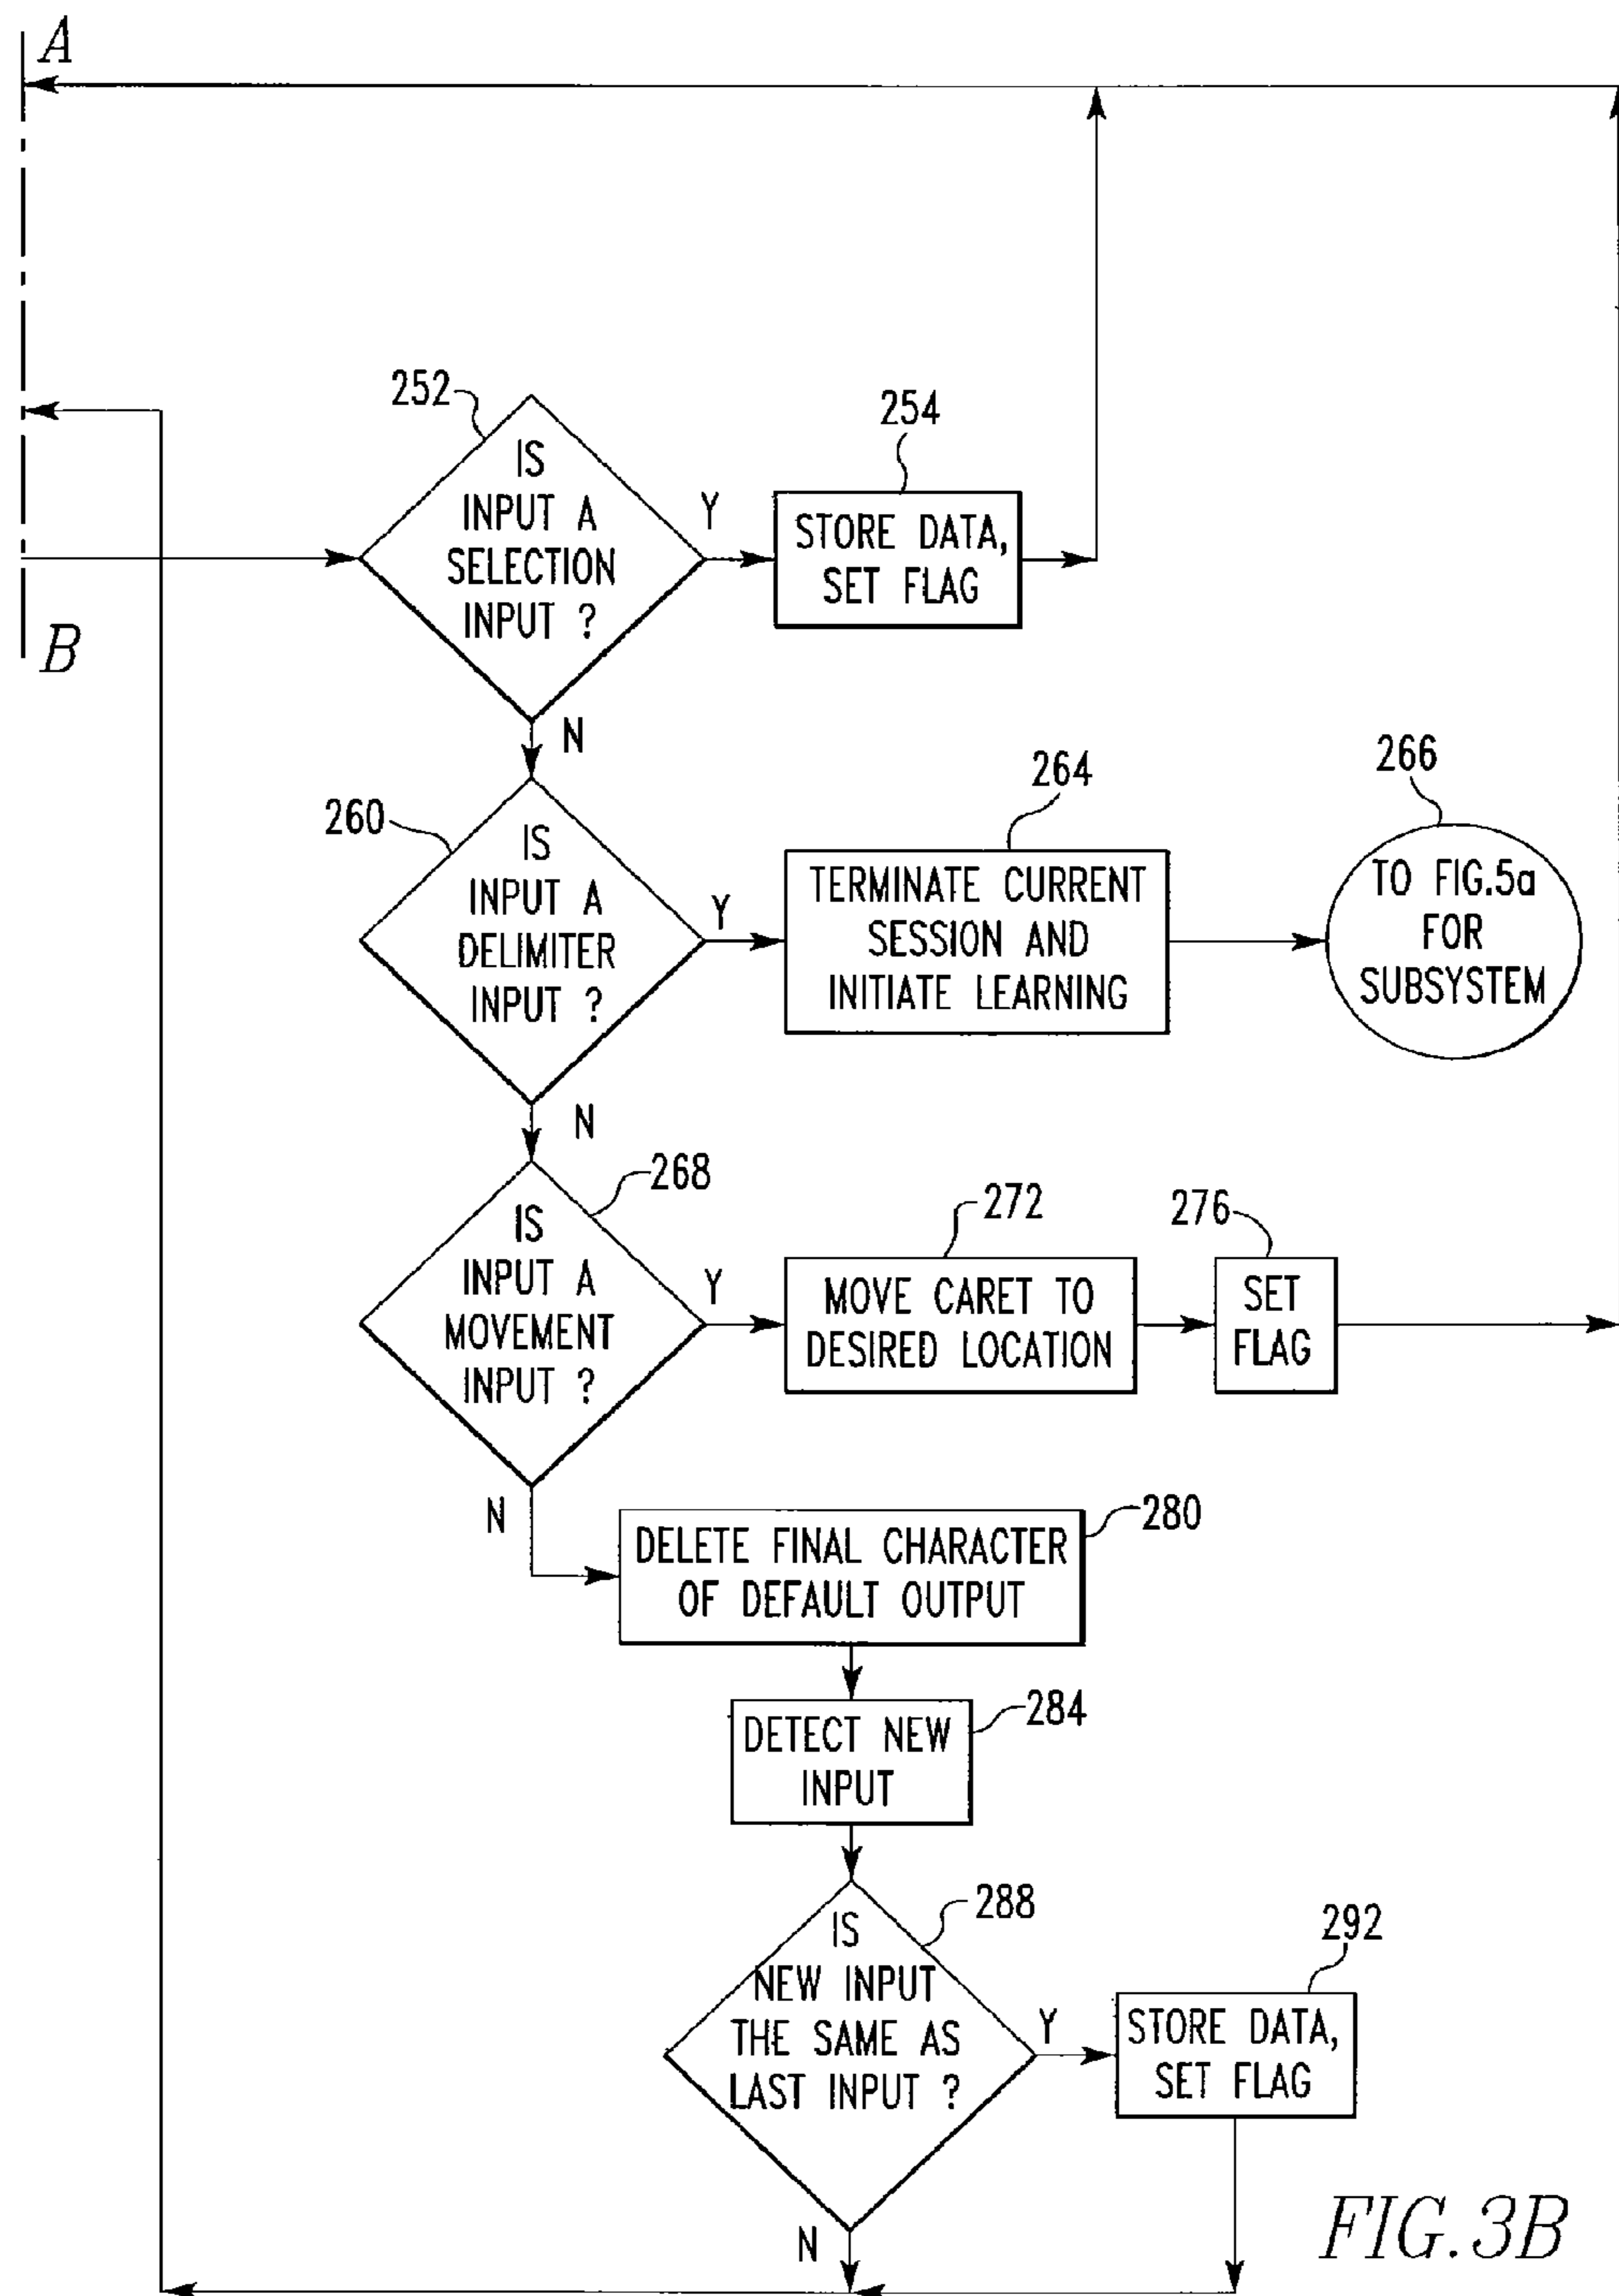 A
252
IS
INPUT A
SELECTION
INPUT ?
Y
254
STORE DATA,
SET FLAG
B
N
260
IS
INPUT A
DELIMITER
INPUT ?
Y
264
TERMINATE CURRENT
SESSION AND
INITIATE LEARNING
266
TO FIG.5a
FOR
SUBSYSTEM
N
268
IS
INPUT A
MOVEMENT
INPUT ?
Y
272
MOVE CARET TO
DESIRED LOCATION
276
SET
FLAG
N
280
DELETE FINAL CHARACTER
OF DEFAULT OUTPUT
284
DETECT NEW
INPUT
288
IS
NEW INPUT
THE SAME AS
LAST INPUT ?
Y
292
STORE DATA,
SET FLAG
N
FIG.3B